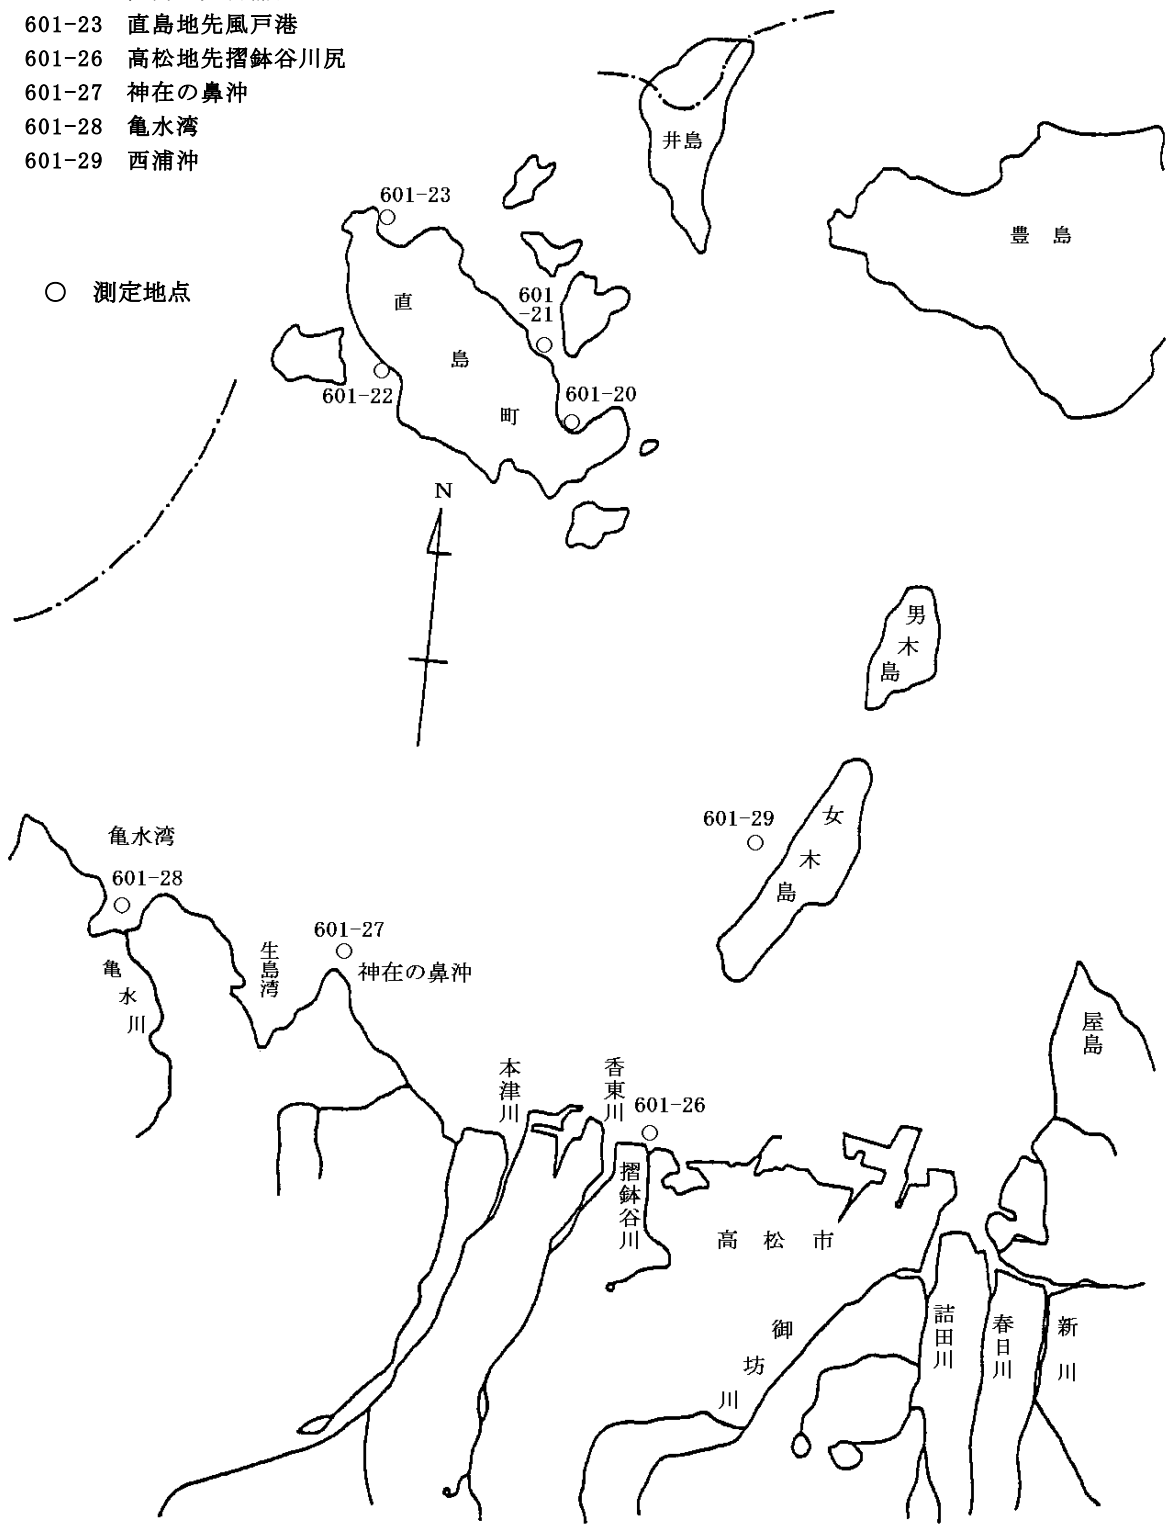 601-23 直島地先風戸港
601-26 高松地先摺鉢谷川尻
601-27 神在の鼻沖
601-28 亀水湾
601-29 西浦沖
○ 測定地点
井島
豊島
601-23
直島町
601
-21
601-22
601-20
N
男木島
女木島
601-29
亀水湾
601-28
亀水川
生島湾
601-27
神在の鼻沖
屋島
本津川
香東川
601-26
摺鉢谷川
高松市
御坊川
詰田川
春日川
新川